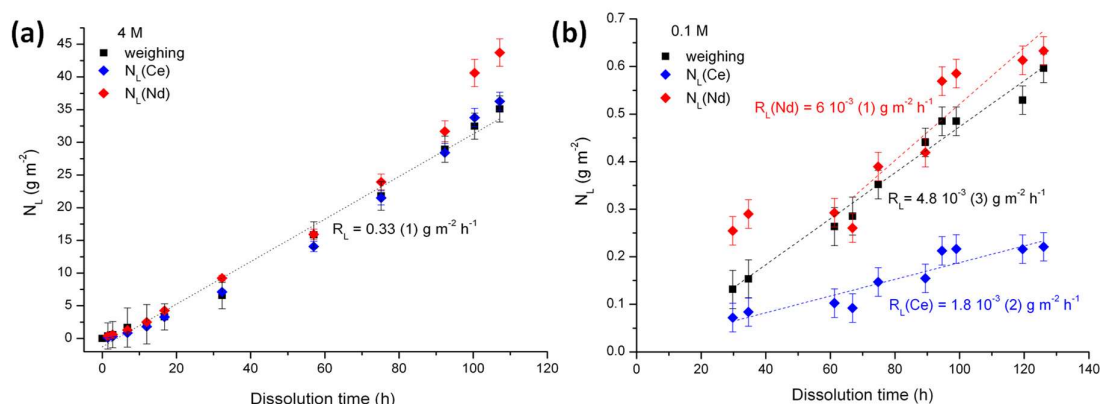 (a)
4 M
weighing
N_L(Ce)
N_L(Nd)
N_L (g m⁻²)
45
40
35
30
25
20
15
10
5
0
R_L = 0.33 (1) g m⁻² h⁻¹
0 20 40 60 80 100 120
Dissolution time (h)
(b)
0.1 M
weighing
N_L(Ce)
N_L(Nd)
N_L (g m⁻²)
0.7
0.6
0.5
0.4
0.3
0.2
0.1
0.0
R_L(Nd) = 6 10⁻³ (1) g m⁻² h⁻¹
R_L= 4.8 10⁻³ (3) g m⁻² h⁻¹
R_L(Ce) = 1.8 10⁻³ (2) g m⁻² h⁻¹
20 40 60 80 100 120 140
Dissolution time (h)